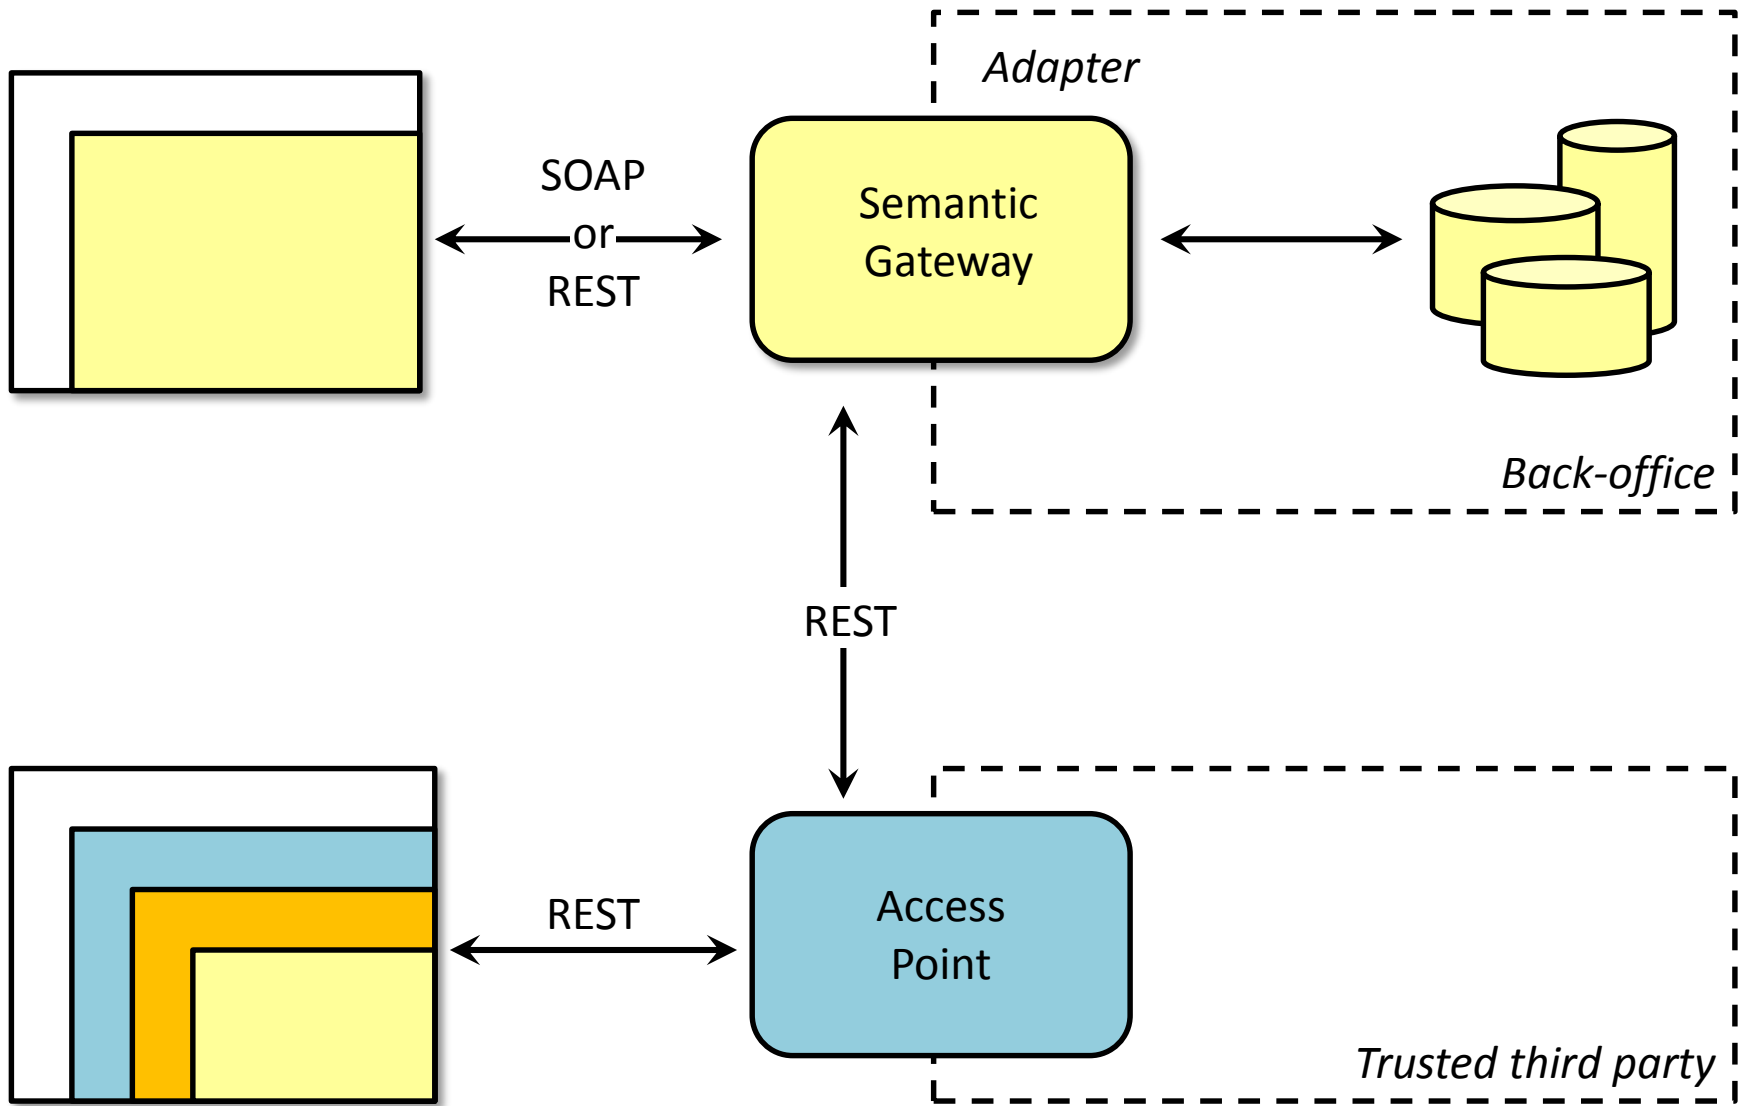 Adapter
SOAP
or
REST
Semantic
Gateway
Back-office
REST
REST
Access
Point
Trusted third party